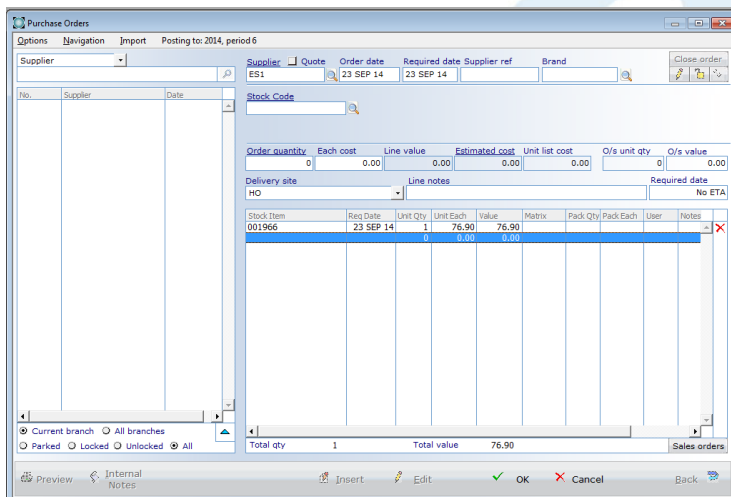 Purchase Orders
Options Navigation Import Posting to: 2014, period 6
Supplier
Supplier Quote Order date Required date Supplier ref Brand Close order
ES1 23 SEP 14 23 SEP 14
No. Supplier Date
Stock Code
Order quantity Each cost Line value Estimated cost Unit list cost O/s unit qty O/s value
0 0.00 0.00 0.00 0.00 0 0.00
Delivery site Line notes Required date
HO No ETA
Stock Item Req Date Unit Qty Unit Each Value Matrix Pack Qty Pack Each User Notes
001966 23 SEP 14 1 76.90 76.90
0 0.00 0.00
Current branch All branches
Parked Locked Unlocked All
Total qty 1 Total value 76.90 Sales orders
Preview Internal Notes Insert Edit OK Cancel Back